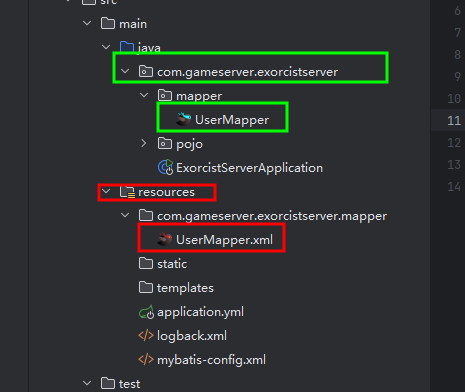 src
main
java
com.gameserver.exorcistserver
mapper
UserMapper
pojo
ExorcistServerApplication
resources
com.gameserver.exorcistserver.mapper
UserMapper.xml
static
templates
application.yml
logback.xml
mybatis-config.xml
test
6
7
8
9
10
11
12
13
14